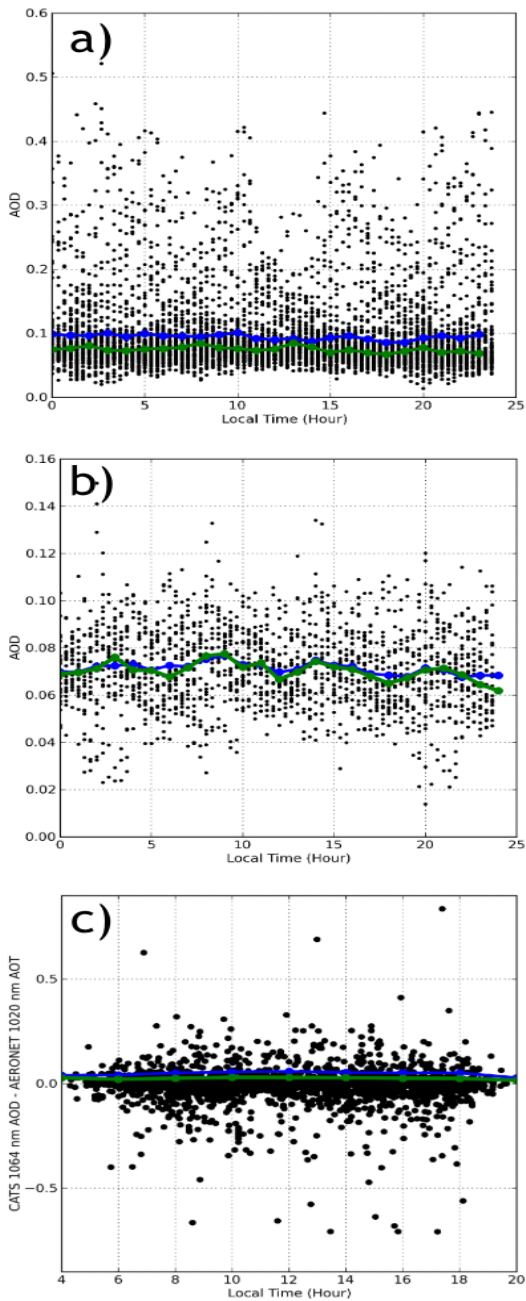 a)
0.6
0.5
0.4
0.3
0.2
0.1
0.0
AOD
0 5 10 15 20 25
Local Time (Hour)
b)
0.16
0.14
0.12
0.10
0.08
0.06
0.04
0.02
0.00
AOD
0 5 10 15 20 25
Local Time (Hour)
c)
0.5
0.0
−0.5
CATS 1064 nm AOD - AERONET 1020 nm AOT
4 6 8 10 12 14 16 18 20
Local Time (Hour)